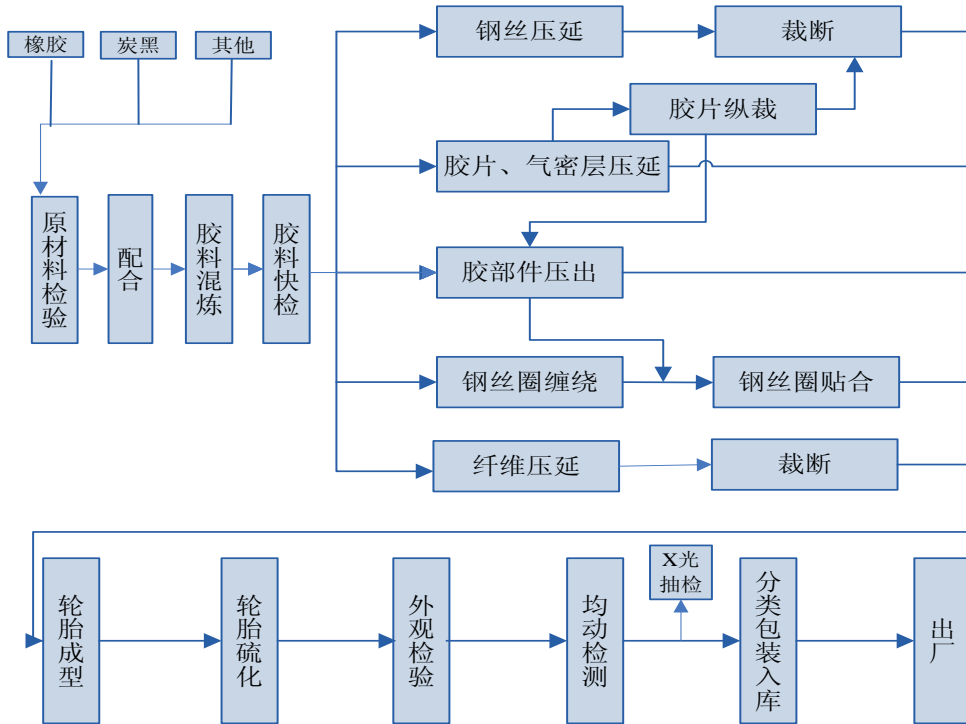 橡胶
炭黑
其他
钢丝压延
裁断
胶片纵裁
胶片、气密层压延
原材料检验
配合
胶料混炼
胶料快检
胶部件压出
钢丝圈缠绕
钢丝圈贴合
纤维压延
裁断
轮胎成型
轮胎硫化
外观检验
均动检测
X光
抽检
分类包装入库
出厂